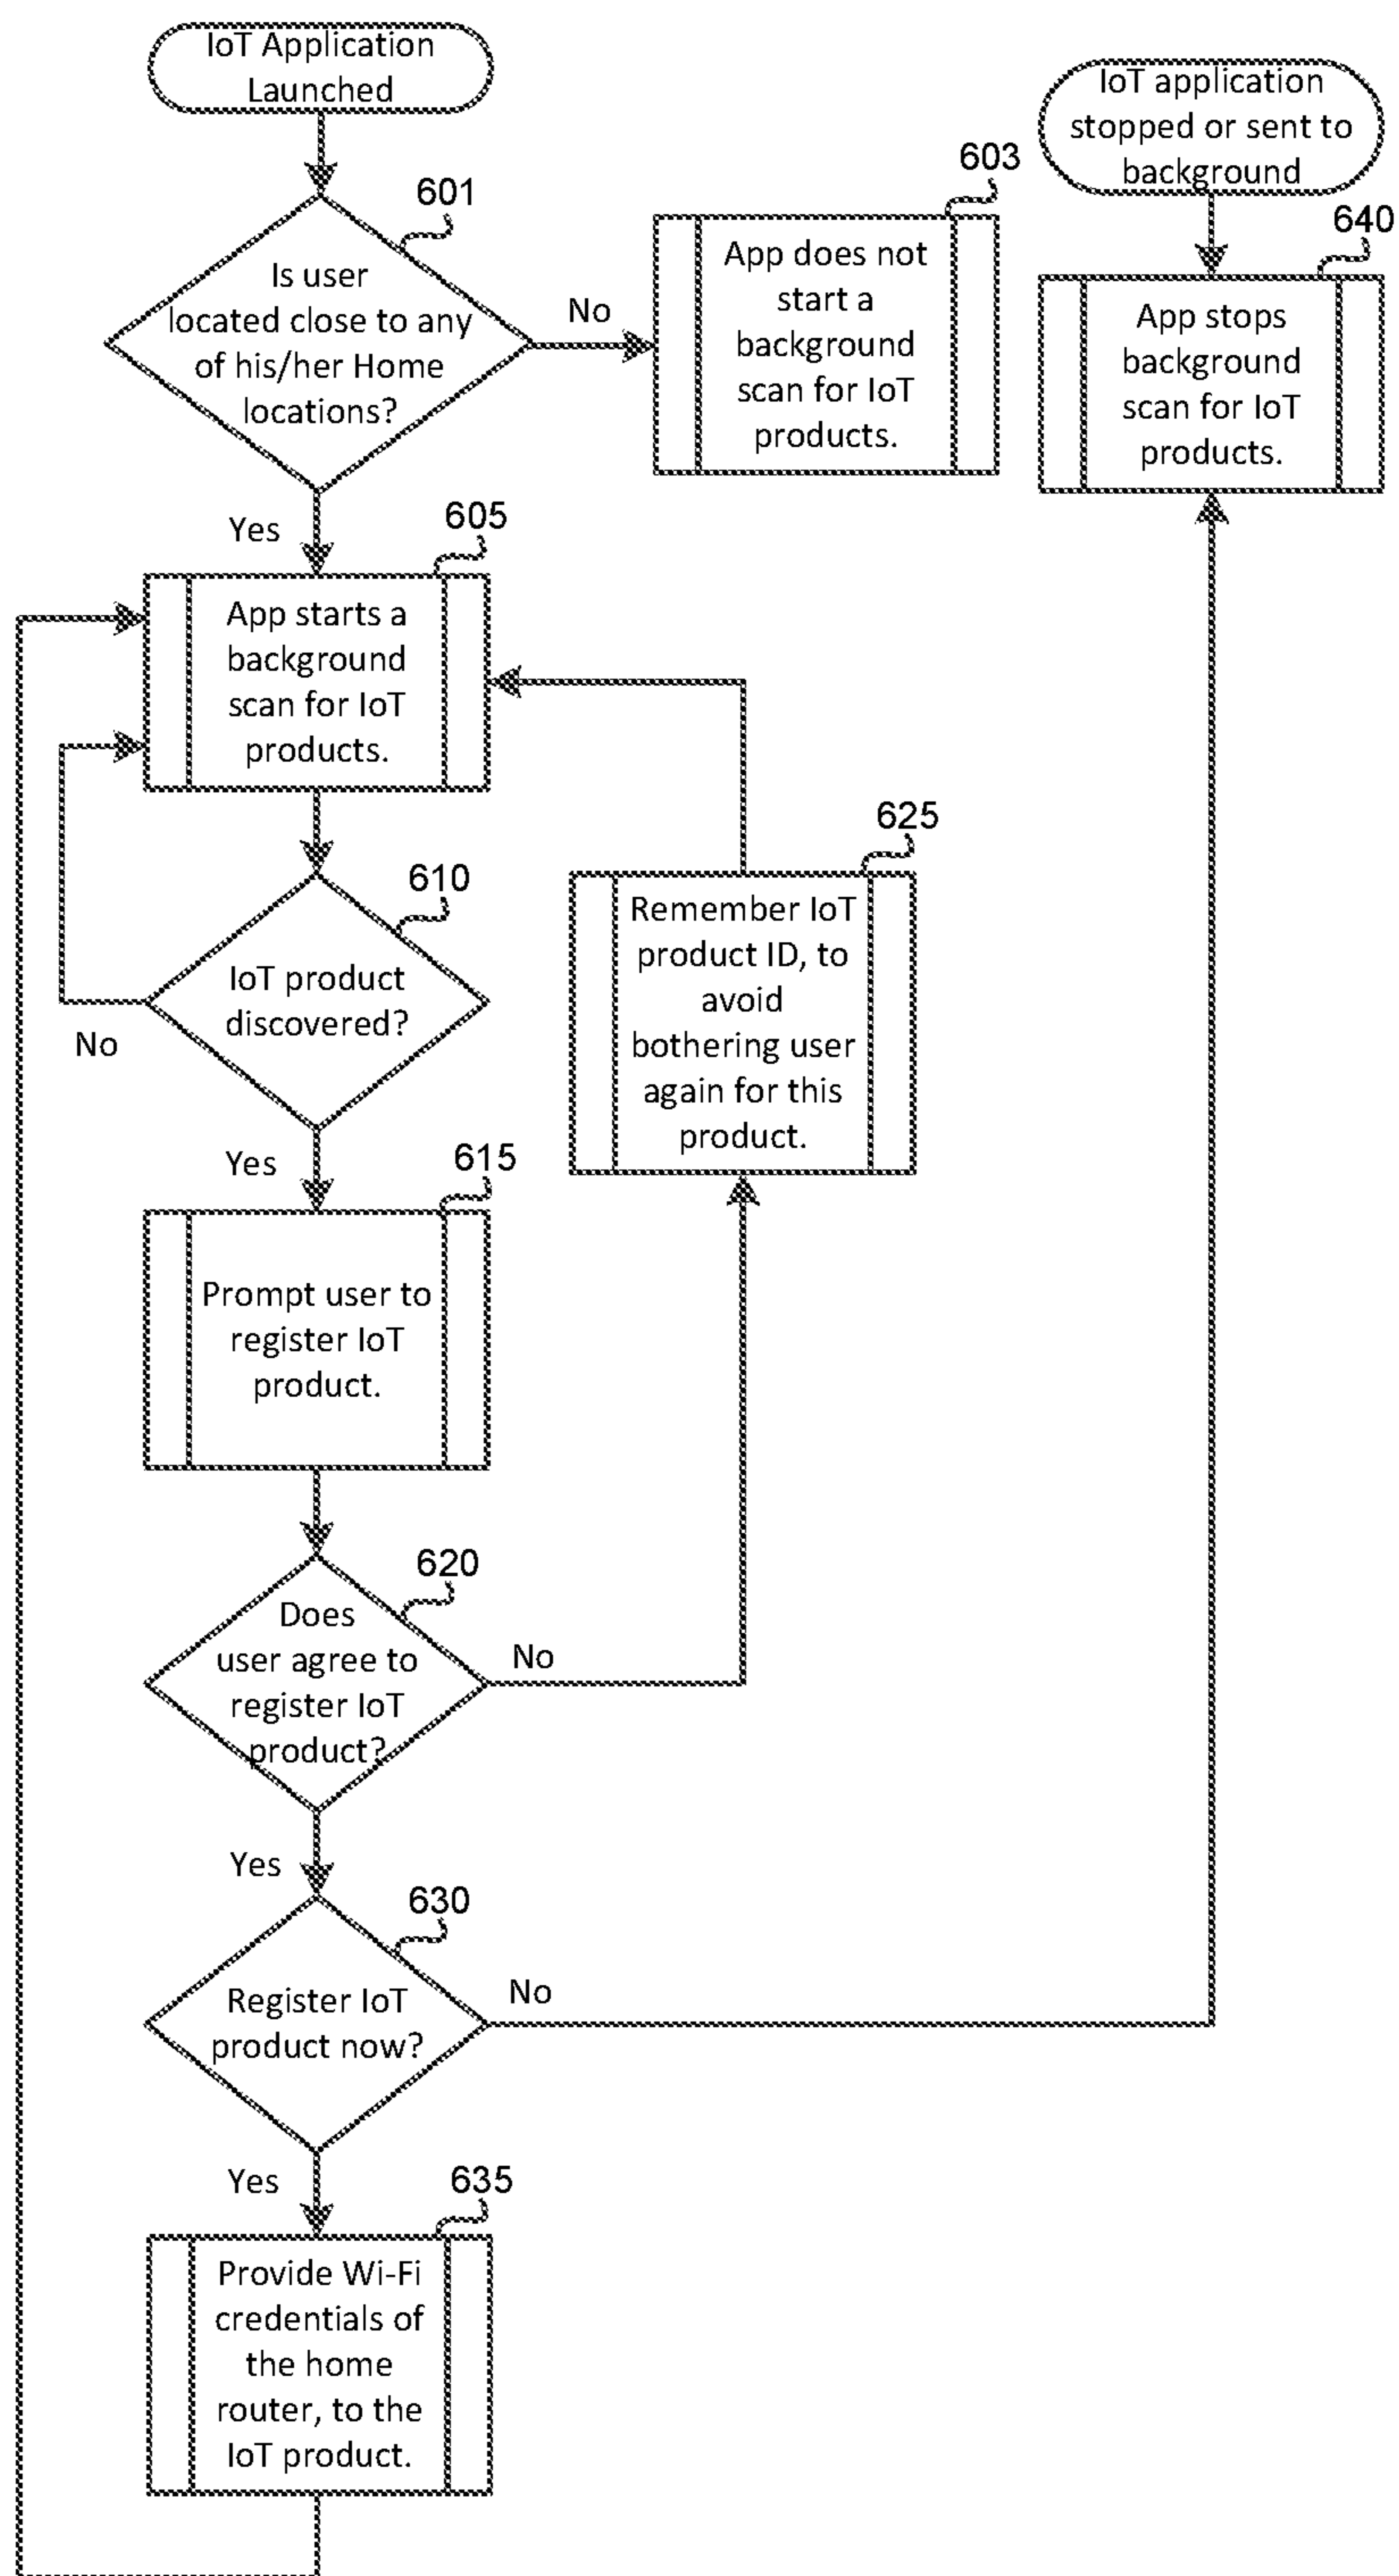 IoT Application
Launched
IoT application
stopped or sent to
background
603
640
601
Is user
located close to any
of his/her Home
locations?
No
App does not
start a
background
scan for IoT
products.
App stops
background
scan for IoT
products.
Yes
605
App starts a
background
scan for IoT
products.
625
Remember IoT
product ID, to
avoid
bothering user
again for this
product.
610
IoT product
discovered?
No
Yes
615
Prompt user to
register IoT
product.
620
Does
user agree to
register IoT
product?
No
Yes
630
Register IoT
product now?
No
Yes
635
Provide Wi-Fi
credentials of
the home
router, to the
IoT product.